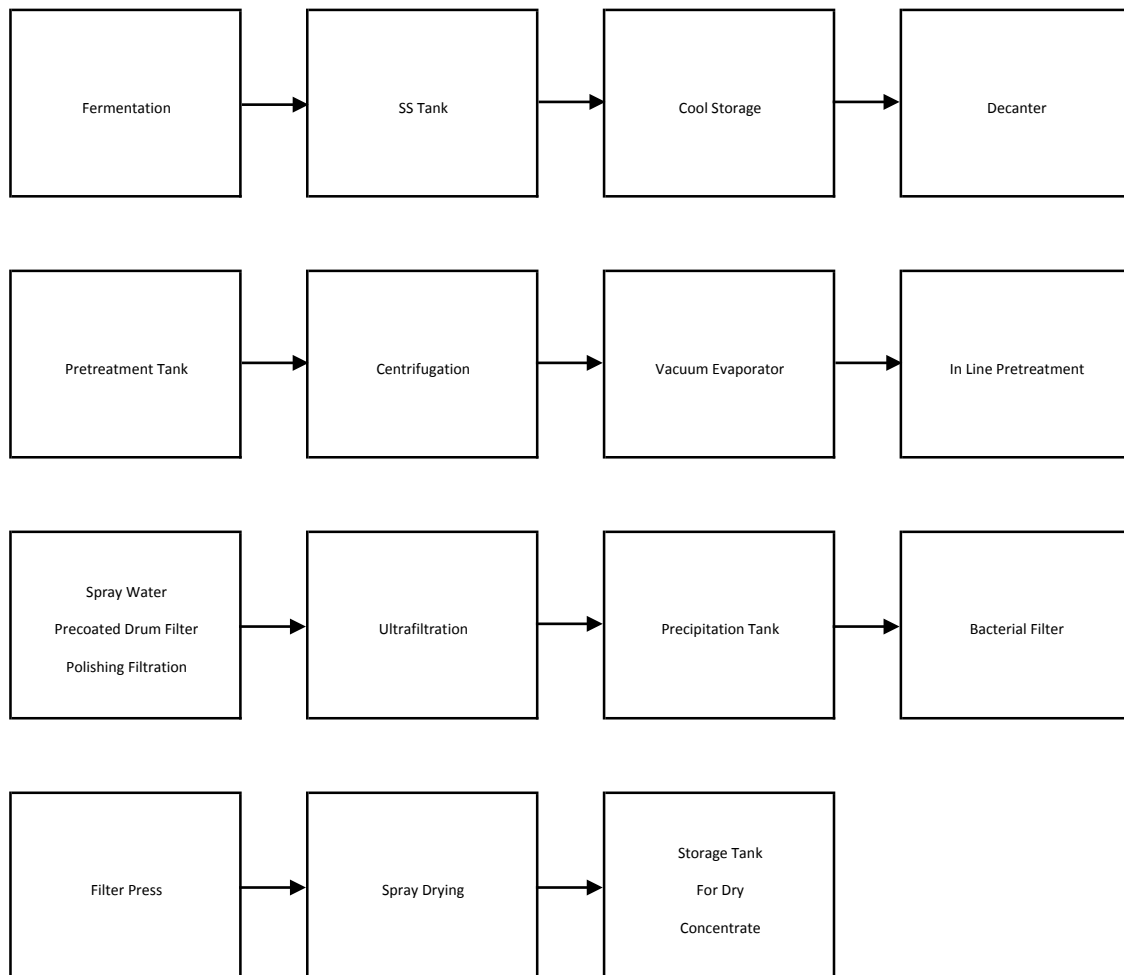 Fermentation
SS Tank
Cool Storage
Decanter
Pretreatment Tank
Centrifugation
Vacuum Evaporator
In Line Pretreatment
Spray Water
Precoated Drum Filter
Polishing Filtration
Ultrafiltration
Precipitation Tank
Bacterial Filter
Filter Press
Spray Drying
Storage Tank
For Dry
Concentrate